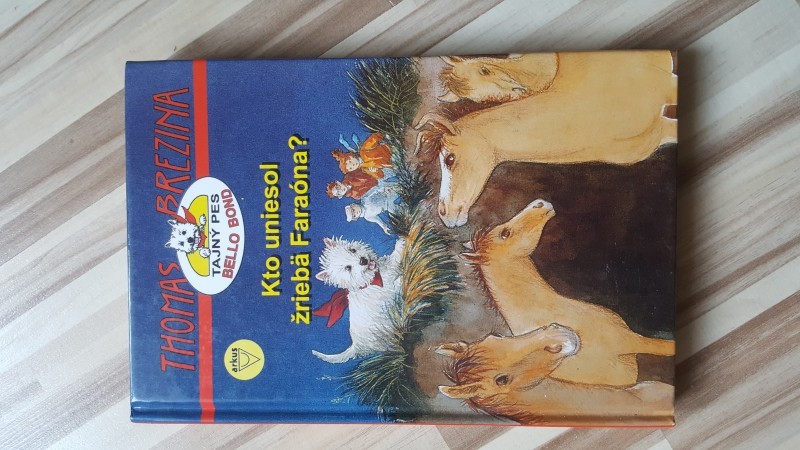 THOMAS BREZINA
TAJNÝ PES
BELLO BOND
Kto uniesol
žriebä Faraóna?
arkus